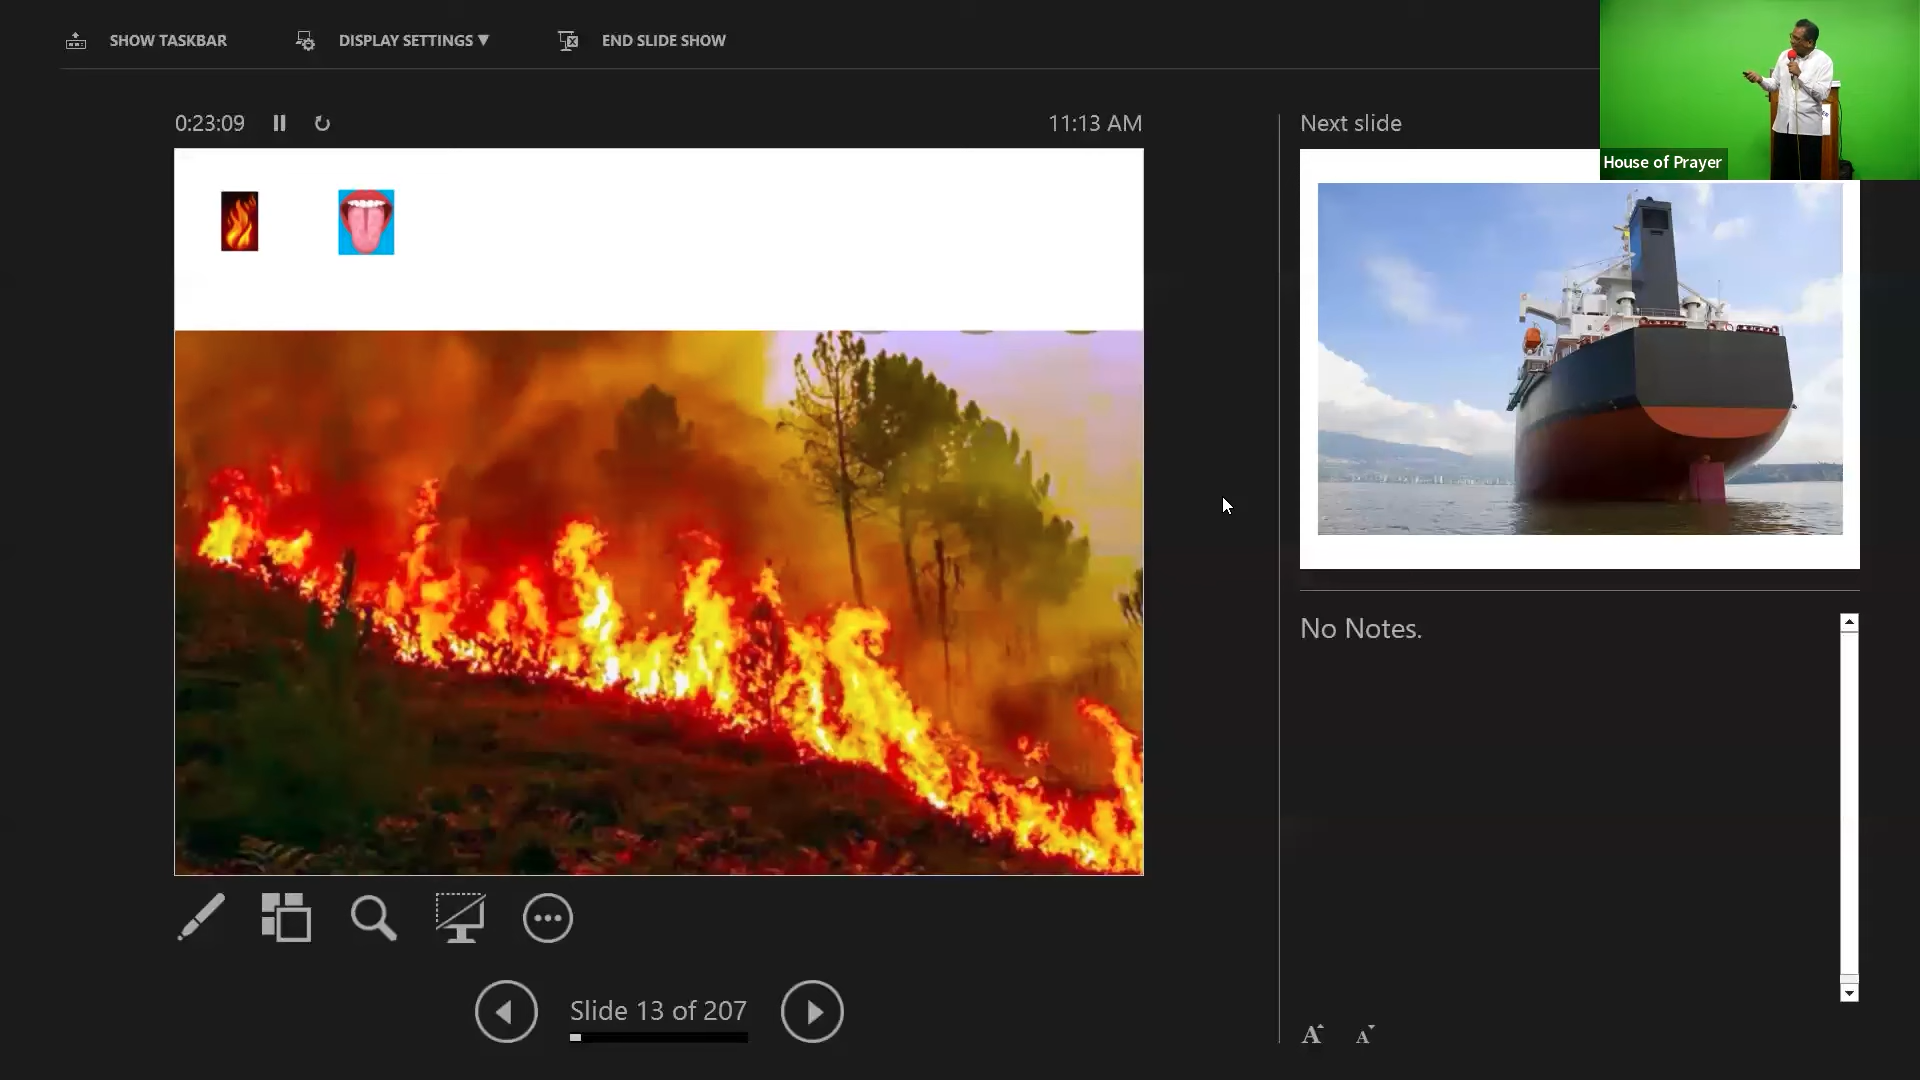 SHOW TASKBAR
DISPLAY SETTINGS ▼
END SLIDE SHOW
House of Prayer
0:23:09
11:13 AM
Next slide
No Notes.
Slide 13 of 207
A
A